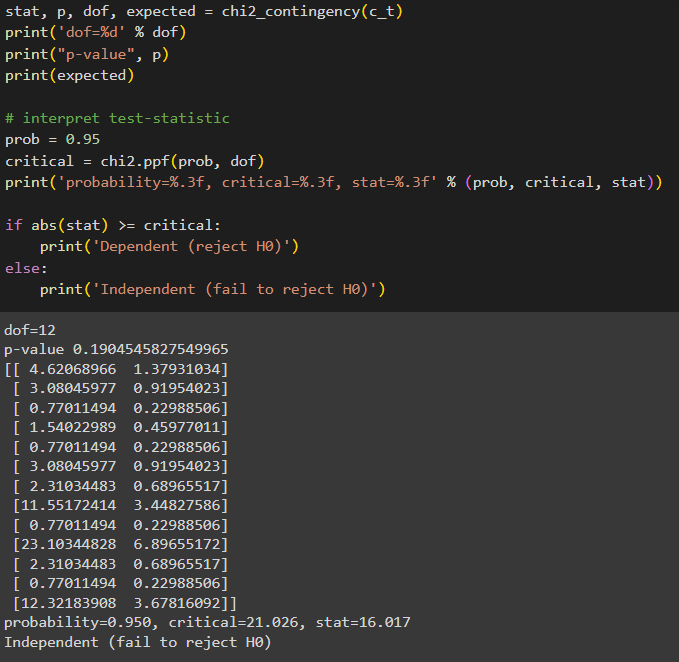 stat, p, dof, expected = chi2_contingency(c_t)
print('dof=%d' % dof)
print("p-value", p)
print(expected)

# interpret test-statistic
prob = 0.95
critical = chi2.ppf(prob, dof)
print('probability=%.3f, critical=%.3f, stat=%.3f' % (prob, critical, stat))

if abs(stat) >= critical:
    print('Dependent (reject H0)')
else:
    print('Independent (fail to reject H0)')

dof=12
p-value 0.1904545827549965
[[ 4.62068966  1.37931034]
 [ 3.08045977  0.91954023]
 [ 0.77011494  0.22988506]
 [ 1.54022989  0.45977011]
 [ 0.77011494  0.22988506]
 [ 3.08045977  0.91954023]
 [ 2.31034483  0.68965517]
 [11.55172414  3.44827586]
 [ 0.77011494  0.22988506]
 [23.10344828  6.89655172]
 [ 2.31034483  0.68965517]
 [ 0.77011494  0.22988506]
 [12.32183908  3.67816092]]
probability=0.950, critical=21.026, stat=16.017
Independent (fail to reject H0)